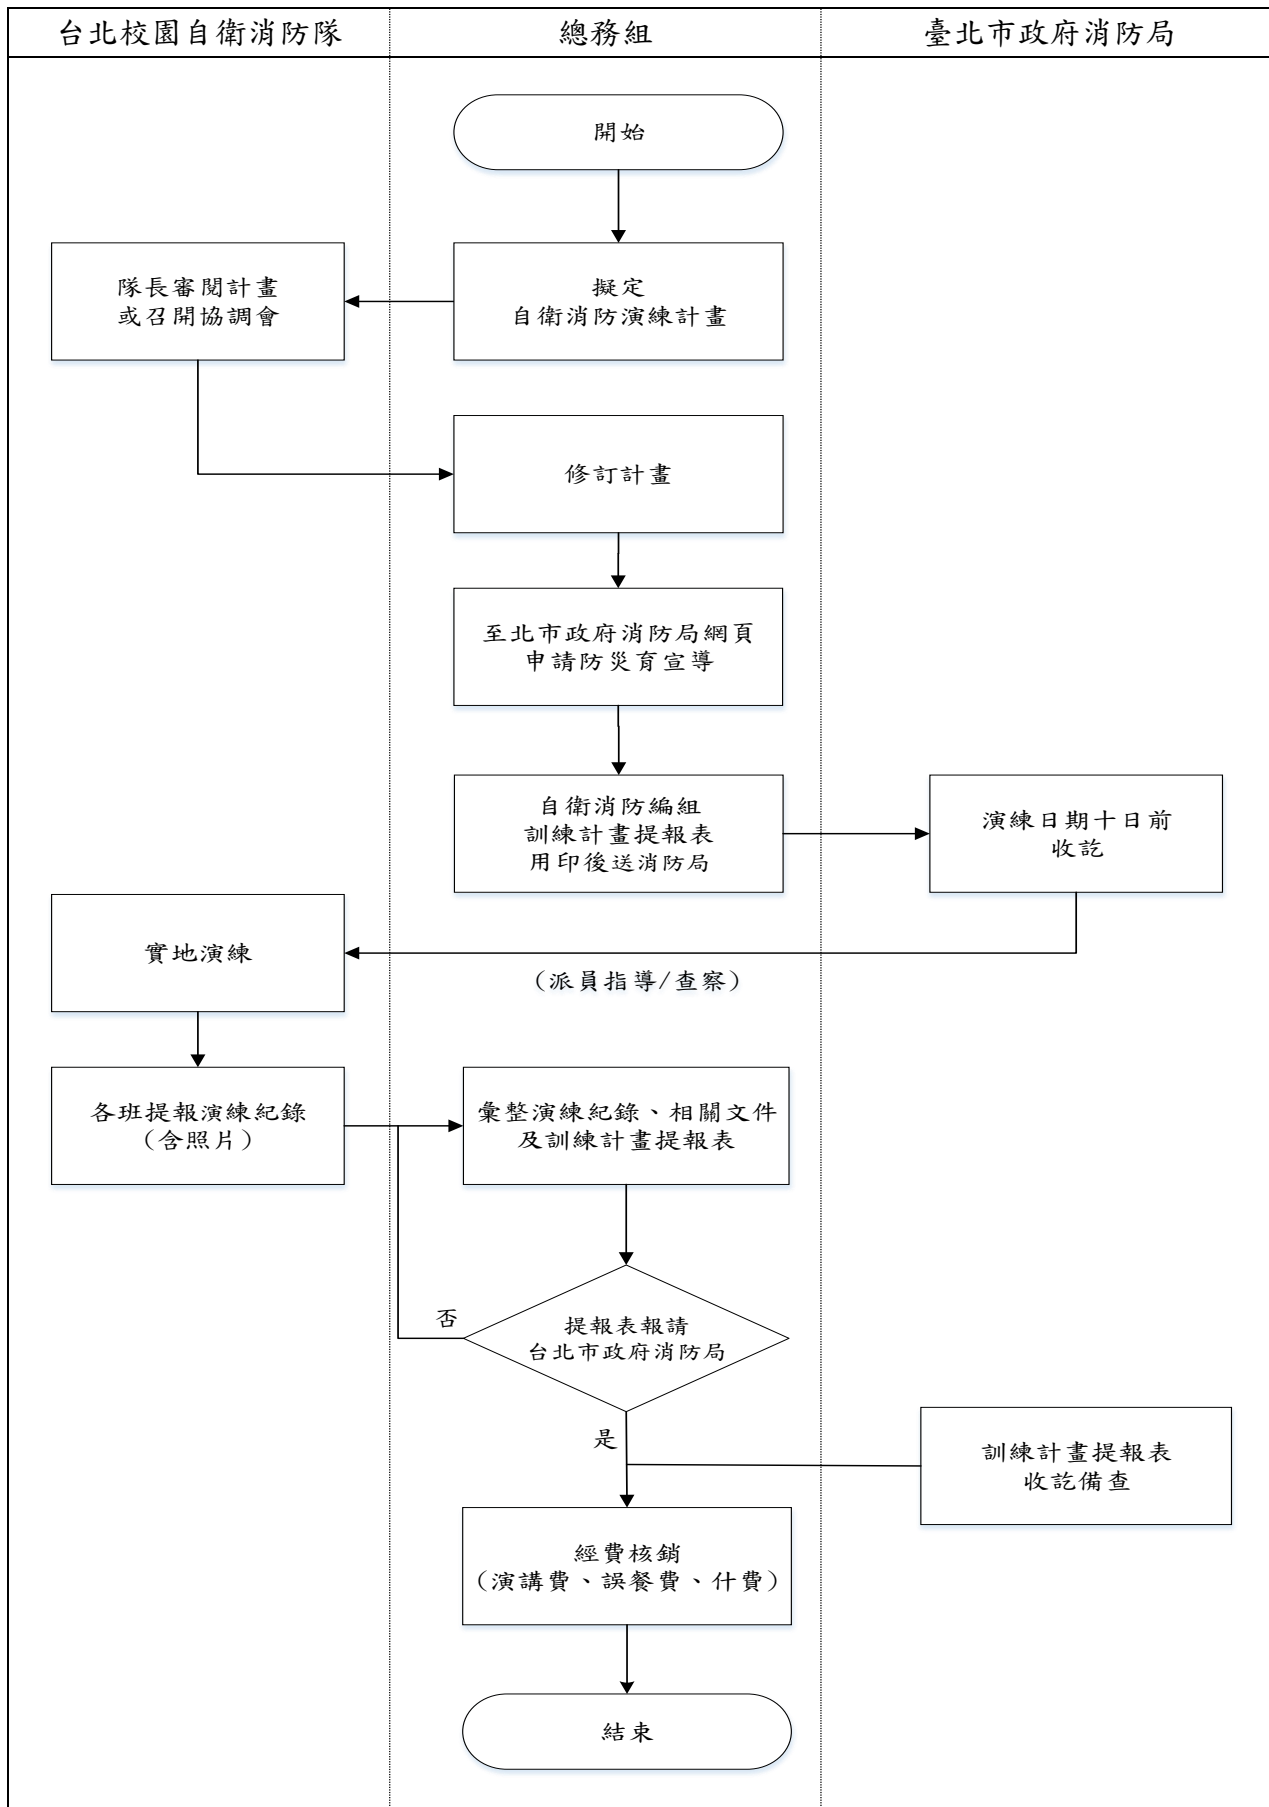 台北校園自衛消防隊
總務組
臺北市政府消防局
開始
擬定
自衛消防演練計畫
隊長審閱計畫
或召開協調會
修訂計畫
至北市政府消防局網頁
申請防災育宣導
自衛消防編組
訓練計畫提報表
用印後送消防局
演練日期十日前
收訖
實地演練
（派員指導/查察）
各班提報演練紀錄
（含照片）
彙整演練紀錄、相關文件
及訓練計畫提報表
否
提報表報請
台北市政府消防局
是
訓練計畫提報表
收訖備查
經費核銷
（演講費、誤餐費、什費）
結束